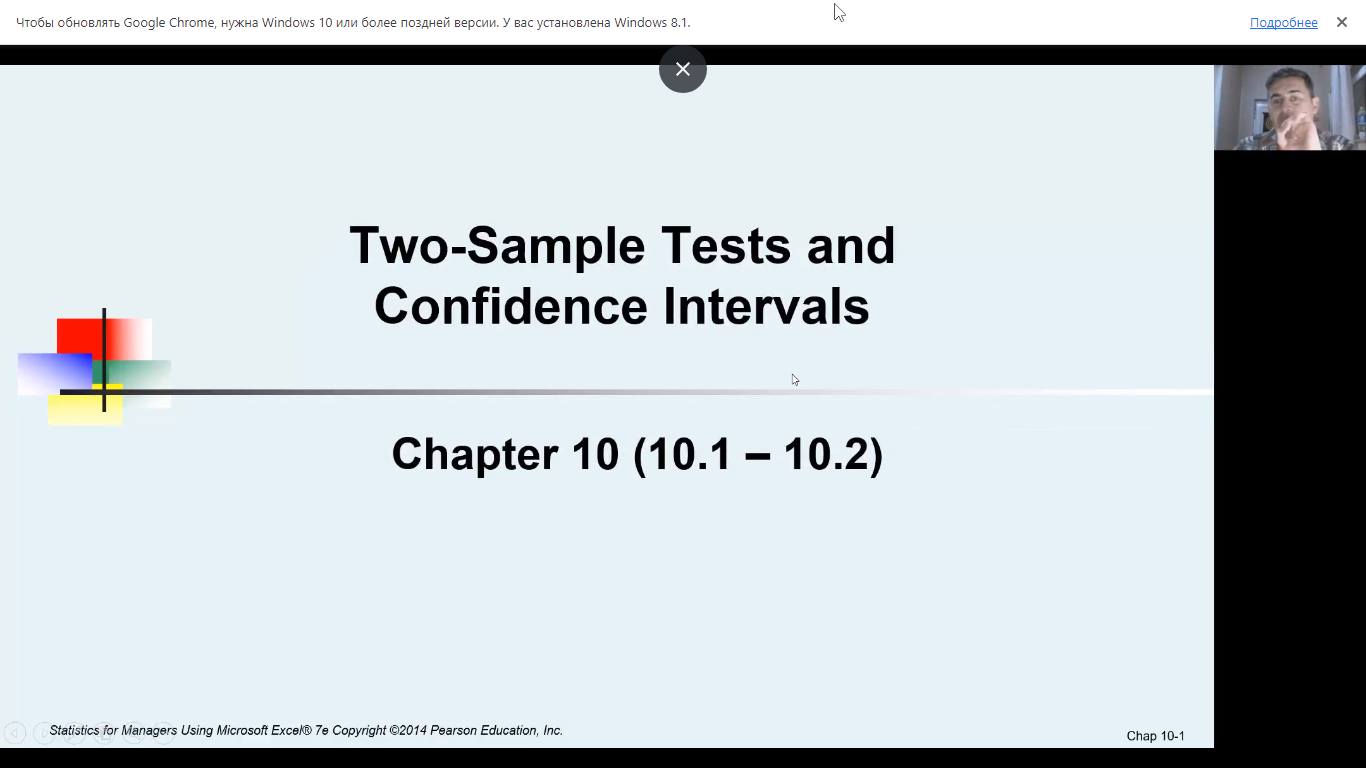 Чтобы обновлять Google Chrome, нужна Windows 10 или более поздней версии. У вас установлена Windows 8.1.
Подробнее
Two-Sample Tests and
Confidence Intervals
Chapter 10 (10.1 – 10.2)
Statistics for Managers Using Microsoft Excel® 7e Copyright ©2014 Pearson Education, Inc.
Chap 10-1